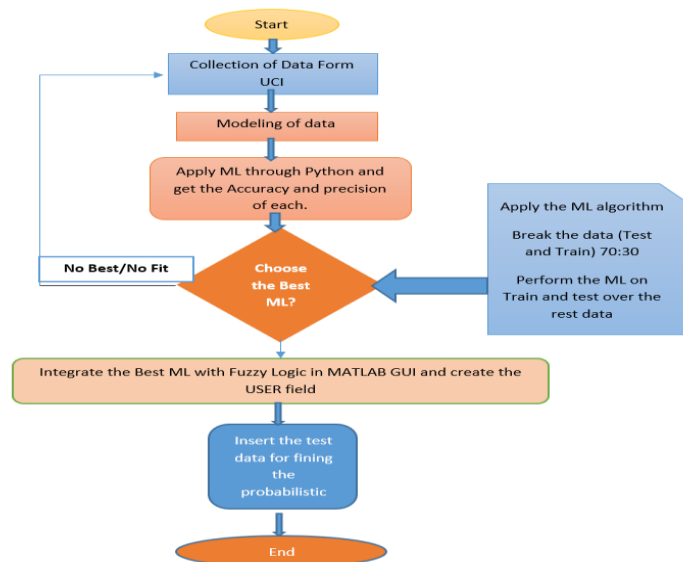 Start
Collection of Data Form
UCI
Modeling of data
Apply ML through Python and
get the Accuracy and precision
of each.
Apply the ML algorithm
Break the data (Test
and Train) 70:30
Perform the ML on
Train and test over the
rest data
No Best/No Fit
Choose
the Best
ML?
Integrate the Best ML with Fuzzy Logic in MATLAB GUI and create the
USER field
Insert the test
data for fining
the
probabilistic
End